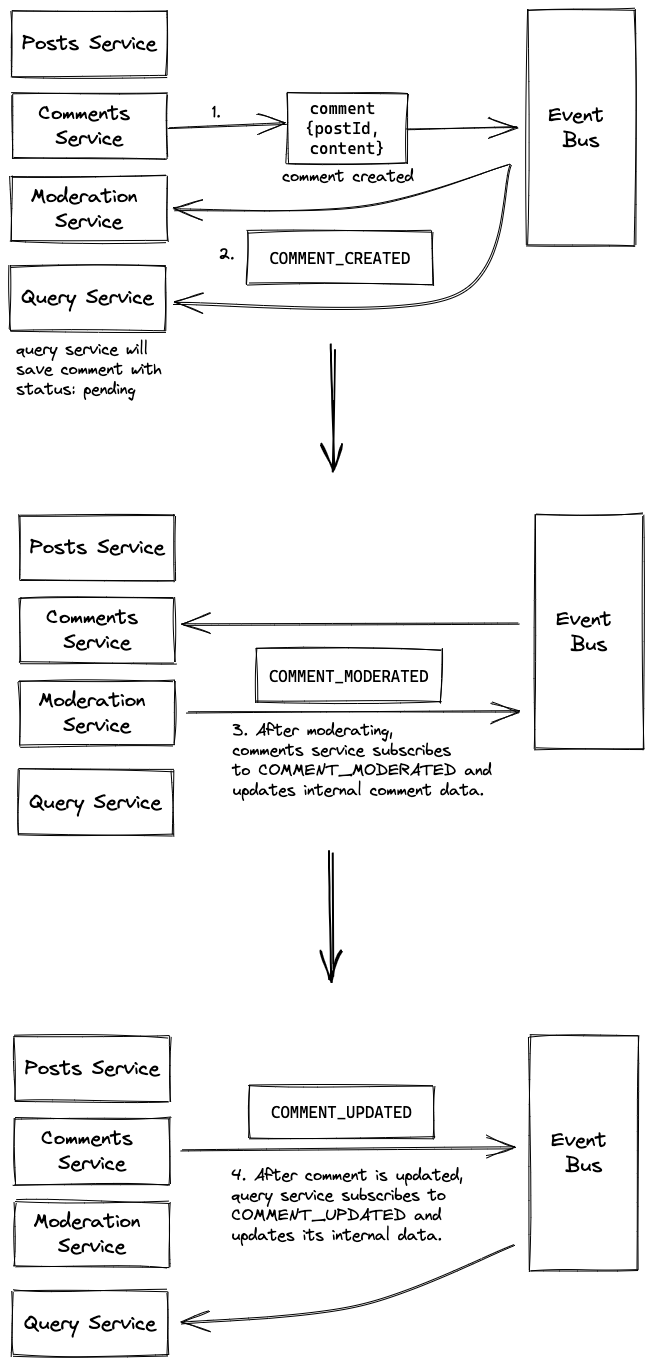 Posts Service
Comments
Service
1.
comment
{postId,
content}
comment created
Event
Bus
Moderation
Service
2.
COMMENT_CREATED
Query Service
query service will
save comment with
status: pending
Posts Service
Comments
Service
Event
Bus
COMMENT_MODERATED
Moderation
Service
3. After moderating,
comments service subscribes
to COMMENT_MODERATED and
updates internal comment data.
Query Service
Posts Service
COMMENT_UPDATED
Comments
Service
Event
Bus
4. After comment is updated,
query service subscribes to
COMMENT_UPDATED and
updates its internal data.
Moderation
Service
Query Service